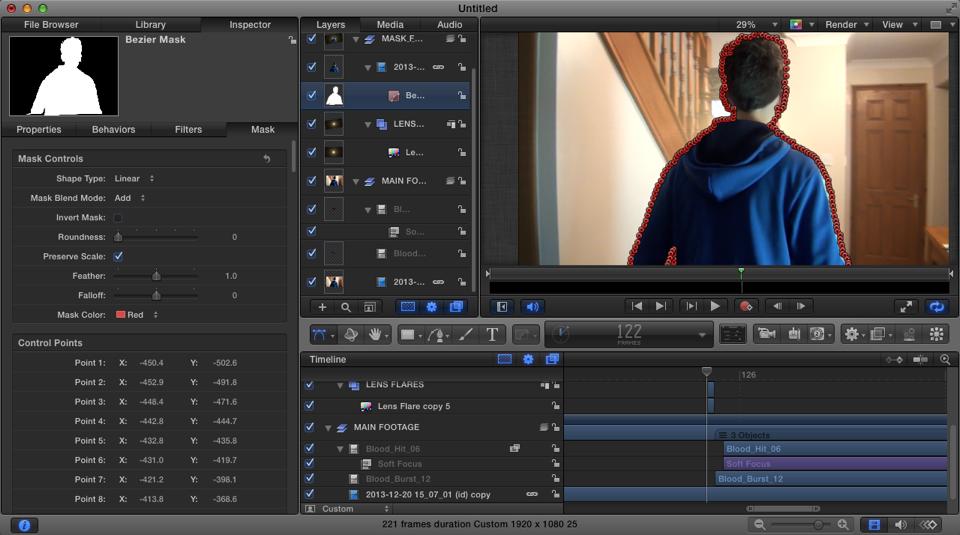 Untitled
File Browser Library Inspector
Bezier Mask
Properties Behaviors Filters Mask
Mask Controls
Shape Type: Linear
Mask Blend Mode: Add
Invert Mask:
Roundness: 0
Preserve Scale:
Feather: 1.0
Falloff: 0
Mask Color: Red
Control Points
Point 1: X: -450.4 Y: -502.6
Point 2: X: -452.9 Y: -491.8
Point 3: X: -448.4 Y: -471.6
Point 4: X: -442.8 Y: -444.7
Point 5: X: -432.8 Y: -435.8
Point 6: X: -431.0 Y: -419.7
Point 7: X: -421.2 Y: -398.1
Point 8: X: -413.8 Y: -368.6
Layers Media Audio
MASK_F...
2013-...
Be...
LENS...
Le...
MAIN FO...
Bl...
So...
Blood...
2013-...
29% Render View
T
122
FRAMES
Timeline
126
LENS FLARES
Lens Flare copy 5
MAIN FOOTAGE
3 Objects
Blood_Hit_06 Blood_Hit_06
Soft Focus Soft Focus
Blood_Burst_12 Blood_Burst_12
2013-12-20 15_07_01 (id) copy
Custom
221 frames duration Custom 1920 x 1080 25